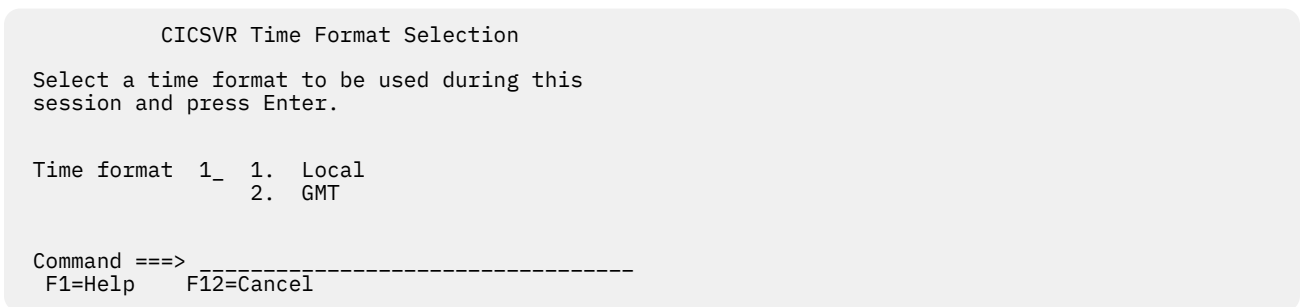 CICSVR Time Format Selection
Select a time format to be used during this
session and press Enter.
Time format 1_ 1. Local
2. GMT
Command ===> __________________________________
F1=Help F12=Cancel